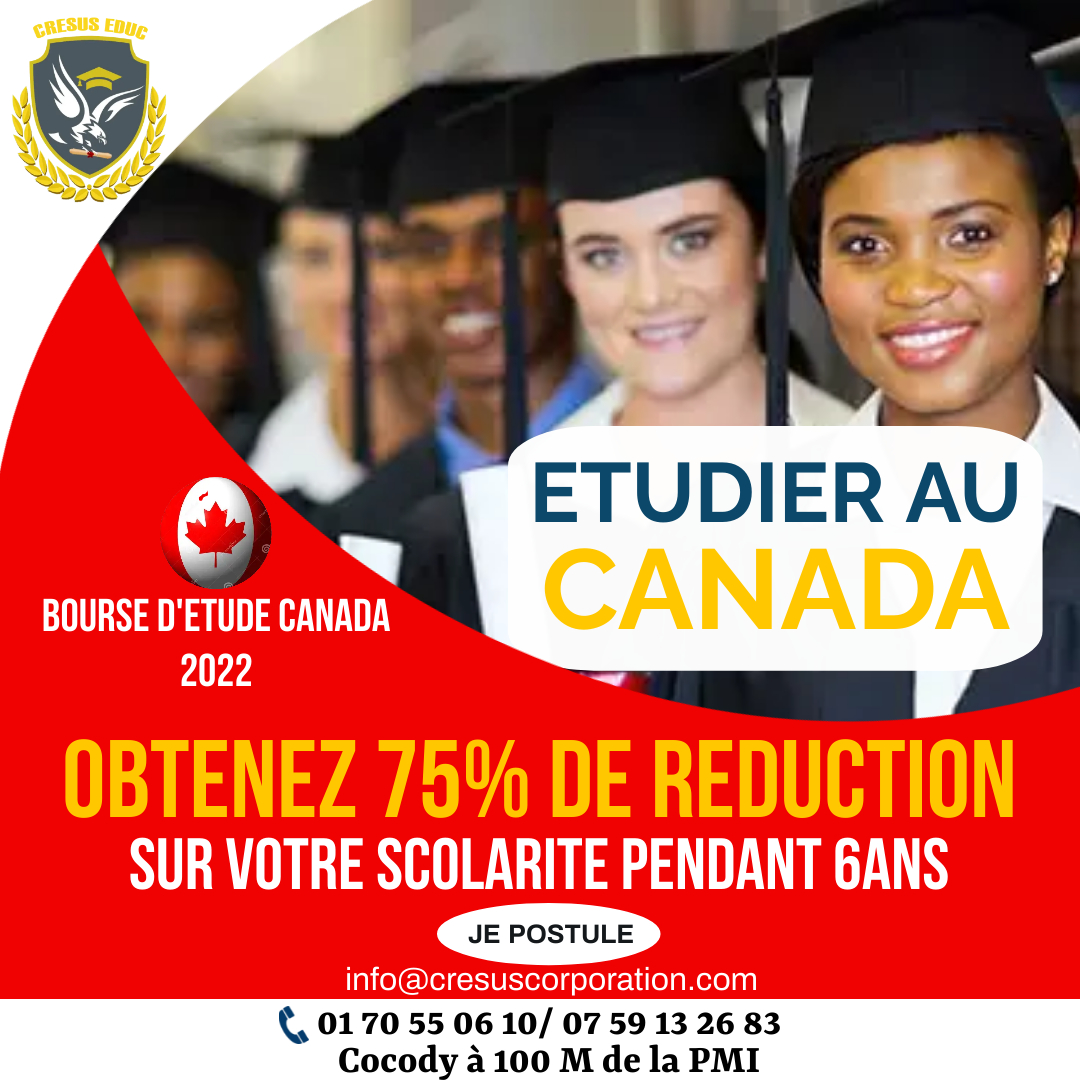 CRESUS EDUC
ETUDIER AU
CANADA
BOURSE D'ETUDE CANADA
2022
OBTENEZ 75% DE REDUCTION
SUR VOTRE SCOLARITE PENDANT 6ANS
JE POSTULE
info@cresuscorporation.com
01 70 55 06 10/ 07 59 13 26 83
Cocody à 100 M de la PMI